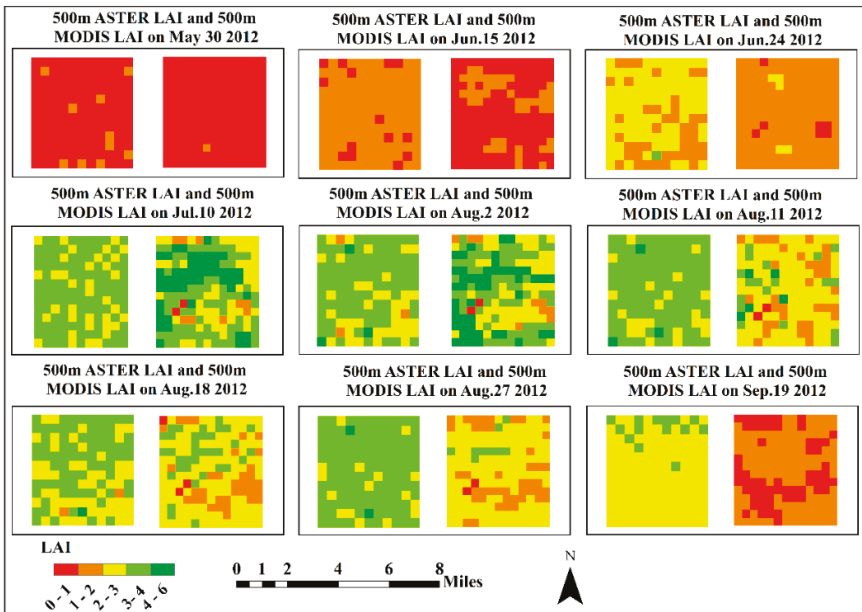 500m ASTER LAI and 500m
MODIS LAI on May 30 2012
500m ASTER LAI and 500m
MODIS LAI on Jun.15 2012
500m ASTER LAI and 500m
MODIS LAI on Jun.24 2012
500m ASTER LAI and 500m
MODIS LAI on Jul.10 2012
500m ASTER LAI and 500m
MODIS LAI on Aug.2 2012
500m ASTER LAI and 500m
MODIS LAI on Aug.11 2012
500m ASTER LAI and 500m
MODIS LAI on Aug.18 2012
500m ASTER LAI and 500m
MODIS LAI on Aug.27 2012
500m ASTER LAI and 500m
MODIS LAI on Sep.19 2012
LAI
0 - 1
1 - 2
2 - 3
3-4
4-6
0 1 2 4 6 8
Miles
N